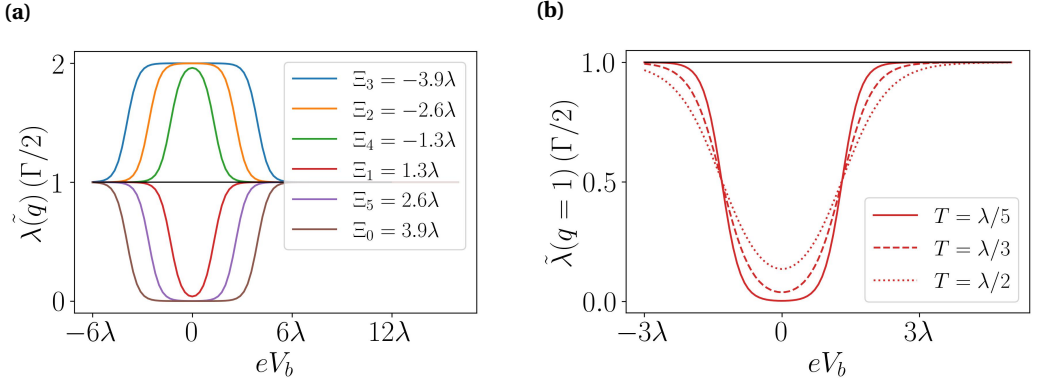 (a)
2
1
0
λ̃(q) (Γ/2)
−6λ
0
6λ
12λ
eV_b
Ξ₃ = −3.9λ
Ξ₂ = −2.6λ
Ξ₄ = −1.3λ
Ξ₁ = 1.3λ
Ξ₅ = 2.6λ
Ξ₀ = 3.9λ
(b)
1.0
0.5
0.0
λ̃(q = 1) (Γ/2)
−3λ
0
3λ
eV_b
T = λ/5
T = λ/3
T = λ/2